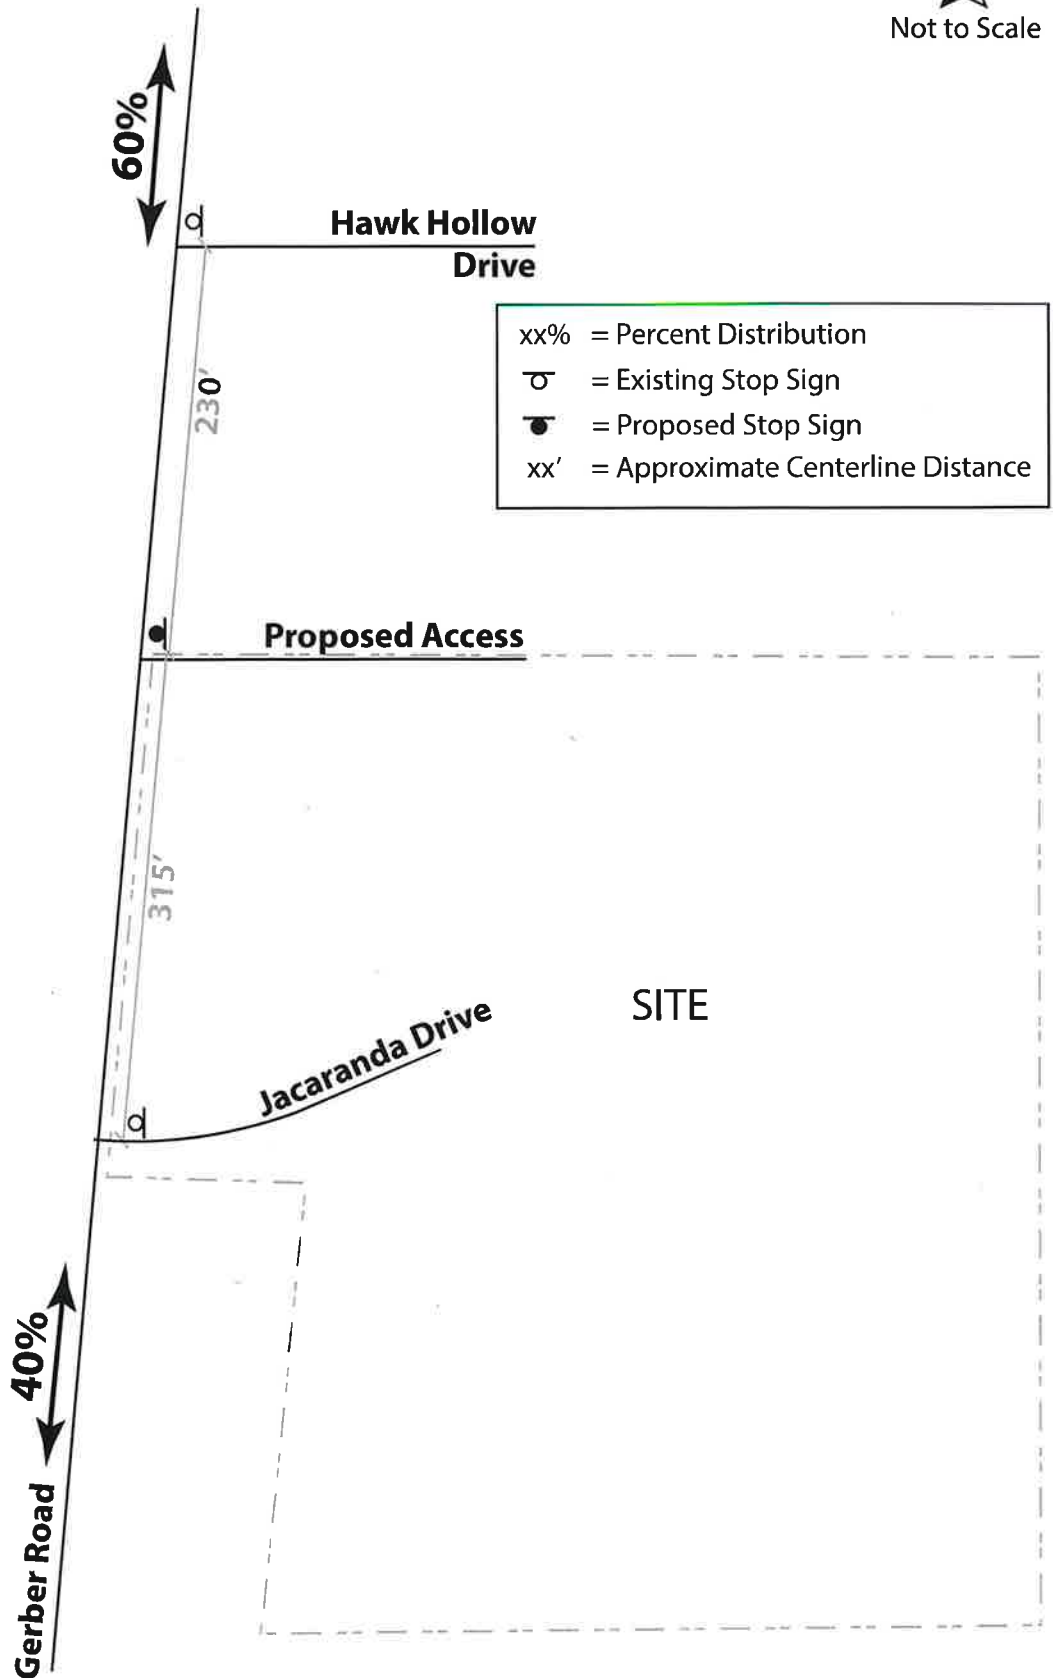 Not to Scale
60%
Hawk Hollow
Drive
xx% = Percent Distribution
= Existing Stop Sign
= Proposed Stop Sign
xx' = Approximate Centerline Distance
230'
Proposed Access
315'
SITE
Jacaranda Drive
40%
Gerber Road